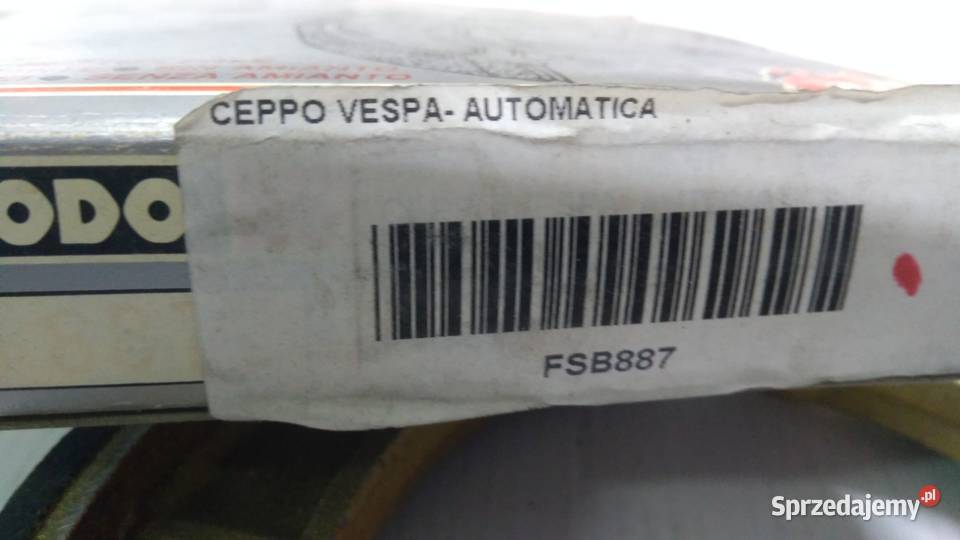 SENZA AMIANTO
CEPPO VESPA- AUTOMATICA
ODO
FSB887
Sprzedajemy.pl